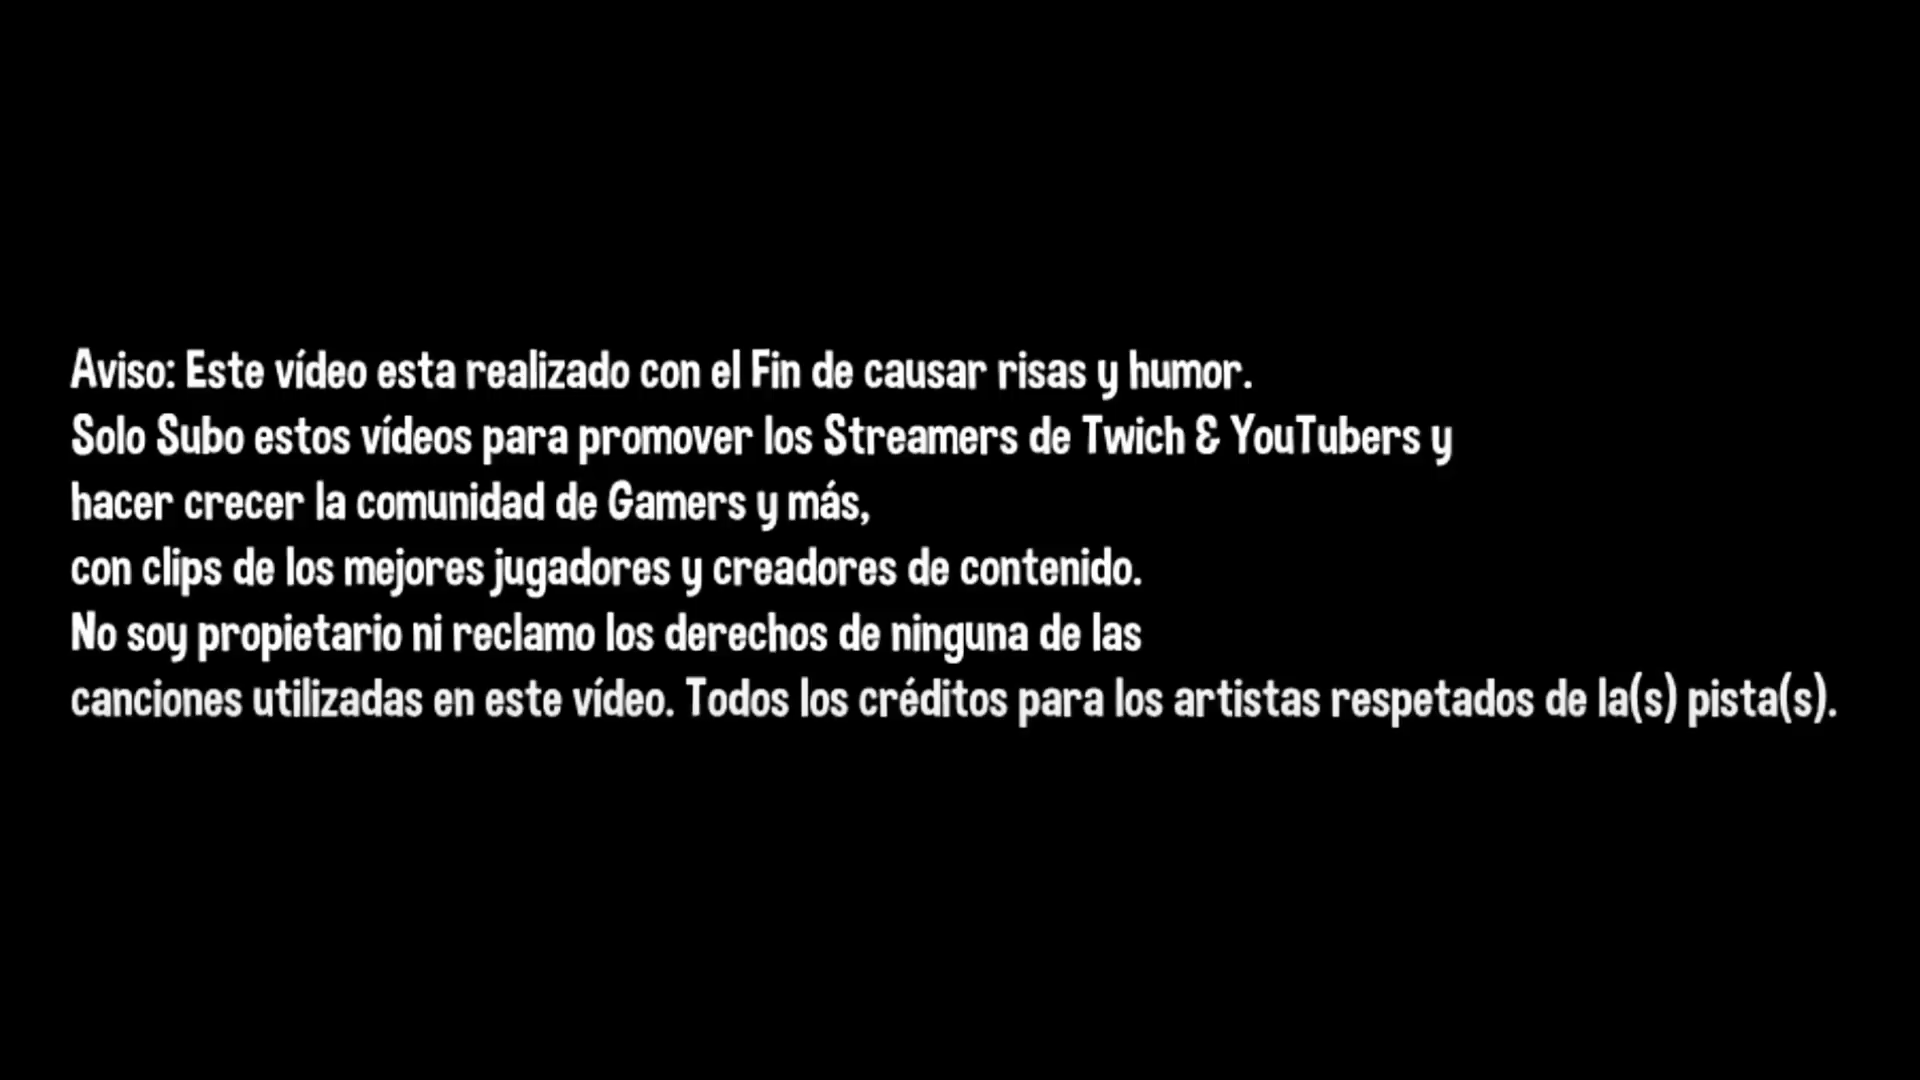 Aviso: Este vídeo esta realizado con el Fin de causar risas y humor.
Solo Subo estos vídeos para promover los Streamers de Twich & YouTubers y
hacer crecer la comunidad de Gamers y más,
con clips de los mejores jugadores y creadores de contenido.
No soy propietario ni reclamo los derechos de ninguna de las
canciones utilizadas en este vídeo. Todos los créditos para los artistas respetados de la(s) pista(s).